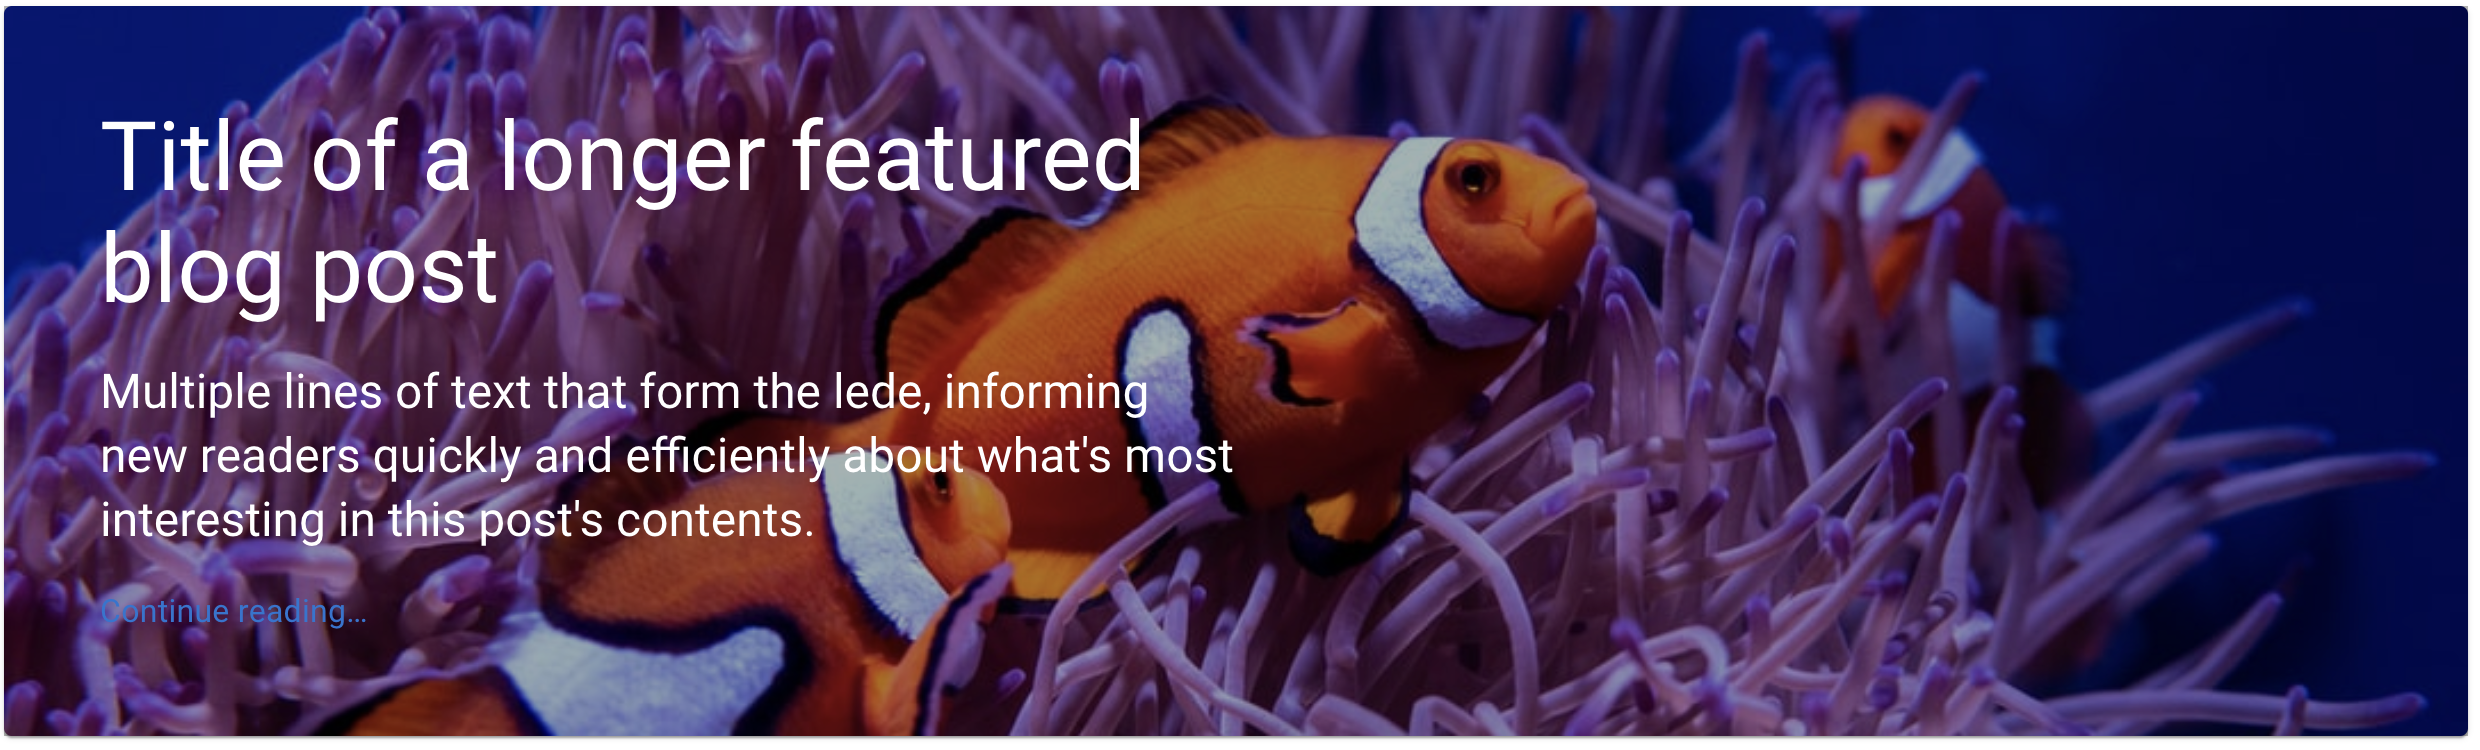 Title of a longer featured
blog post
Multiple lines of text that form the lede, informing
new readers quickly and efficiently about what's most
interesting in this post's contents.
Continue reading…